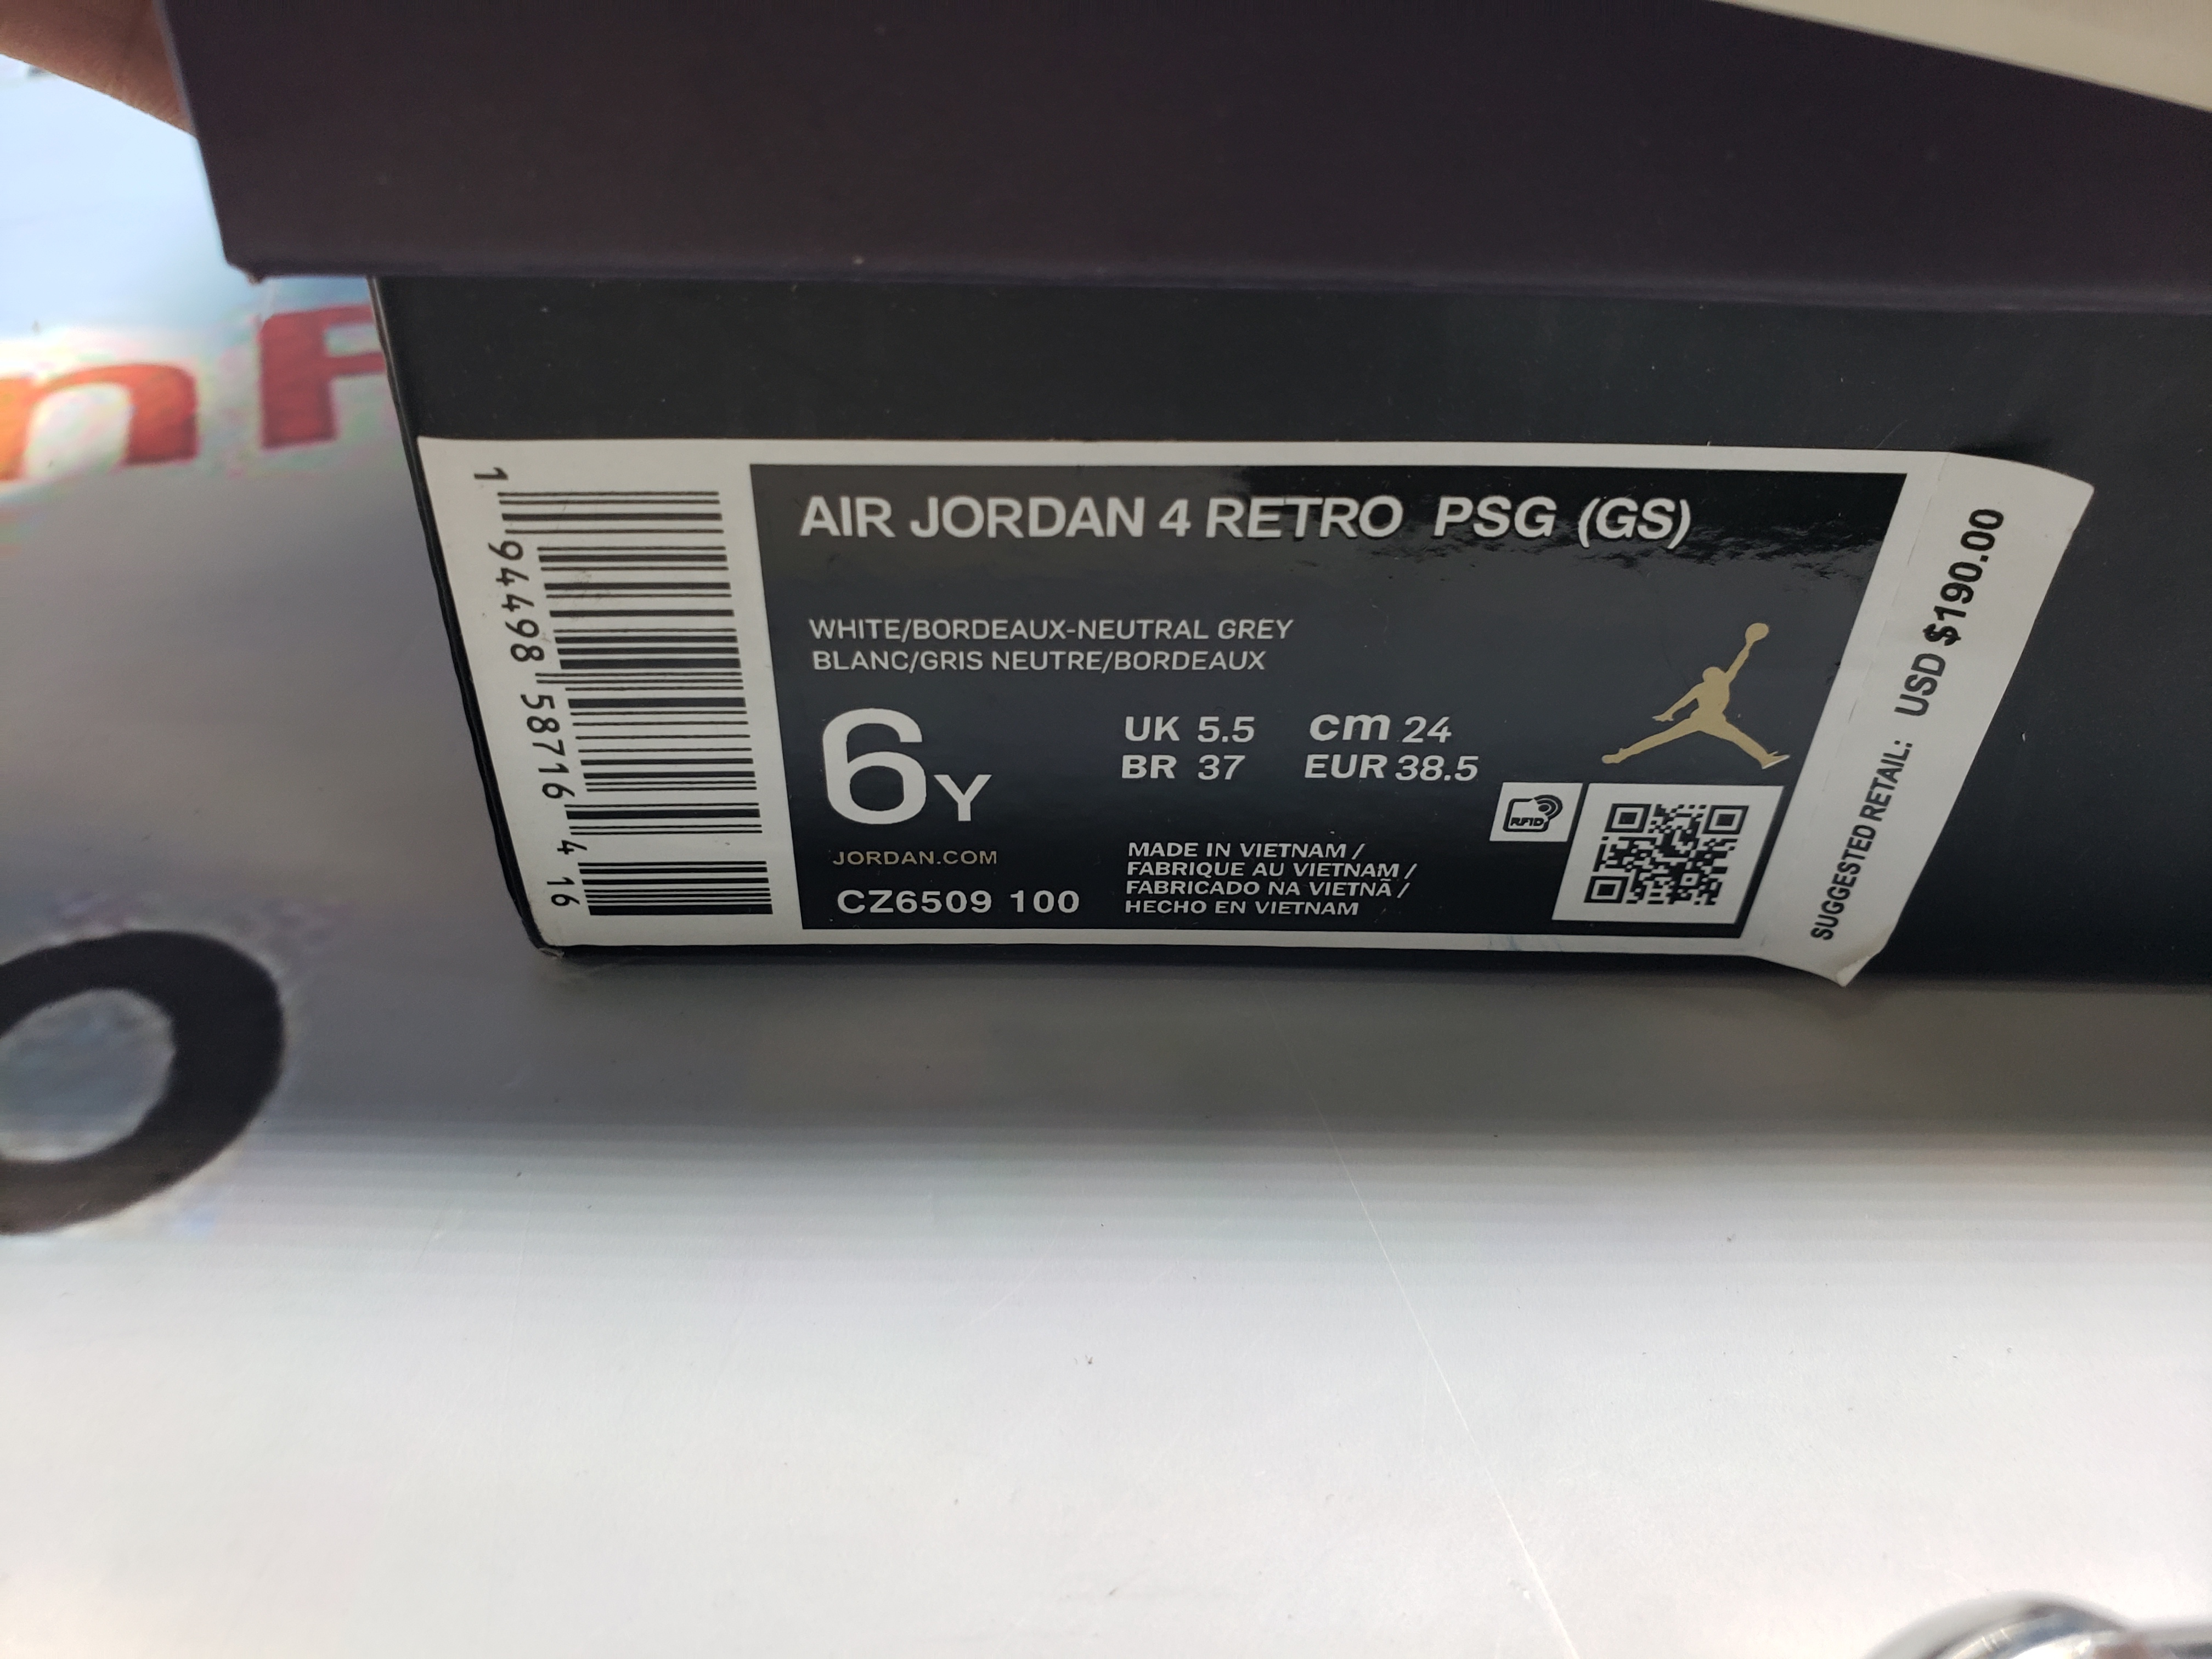 AIR JORDAN 4 RETRO PSG (GS)
WHITE/BORDEAUX-NEUTRAL GREY
BLANC/GRIS NEUTRE/BORDEAUX
6Y
UK 5.5 cm 24
BR 37 EUR 38.5
JORDAN.COM
CZ6509 100
MADE IN VIETNAM /
FABRIQUE AU VIETNAM /
FABRICADO NA VIETNÃ /
HECHO EN VIETNAM
RFID
SUGGESTED RETAIL: USD $190.00
1 94498 58716 4 16